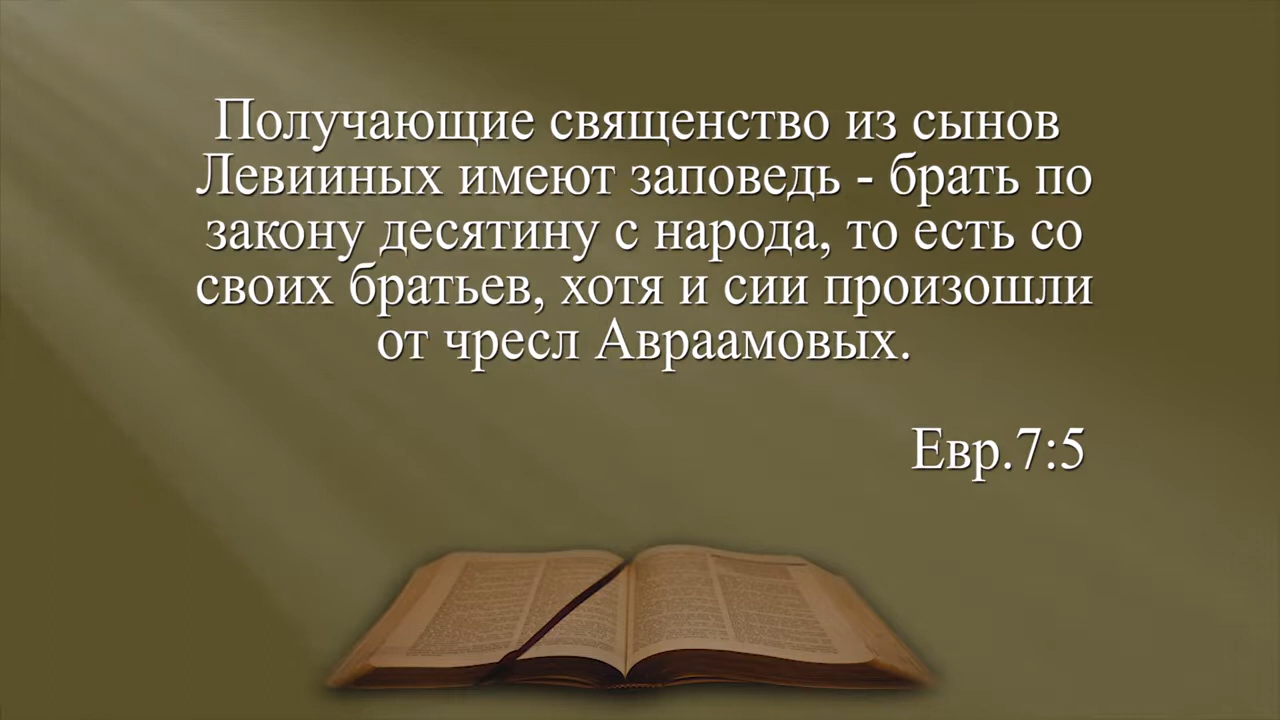 Получающие священство из сынов
Левииных имеют заповедь - брать по
закону десятину с народа, то есть со
своих братьев, хотя и сии произошли
от чресл Авраамовых.
Евр.7:5